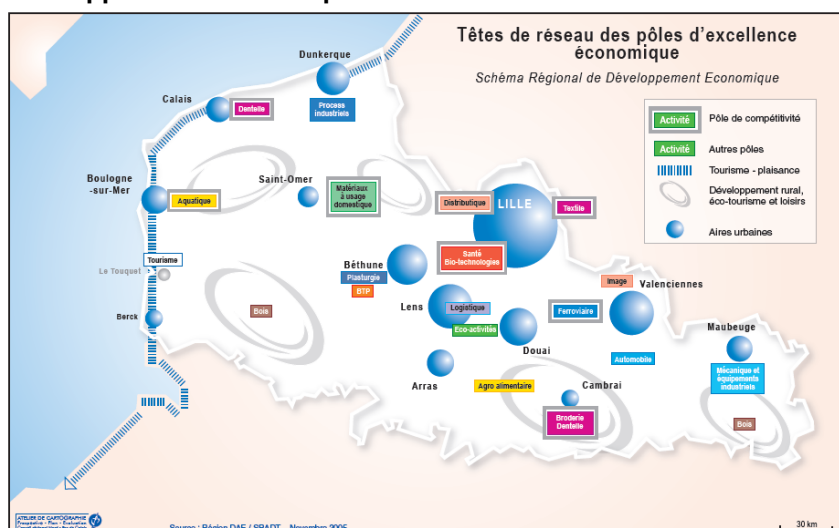 Têtes de réseau des pôles d'excellence
économique
Schéma Régional de Développement Economique
Activité
Pôle de compétitivité
Activité
Autres pôles
Tourisme - plaisance
Développement rural,
éco-tourisme et loisirs
Aires urbaines
Dunkerque
Process
industriels
Calais
Dentelle
Boulogne
-sur-Mer
Aquatique
Saint-Omer
Matériaux
à usage
domestique
Distributique
LILLE
Textile
Santé
Bio-technologies
Tourisme
Le Touquet
Béthune
Plasturgie
BTP
Berck
Bois
Lens
Logistique
Eco-activités
Douai
Ferroviaire
Image
Valenciennes
Automobile
Maubeuge
Mécanique et
équipements
industriels
Arras
Agro alimentaire
Cambrai
Broderie
Dentelle
Bois
ATELIER DE CARTOGRAPHIE
30 km